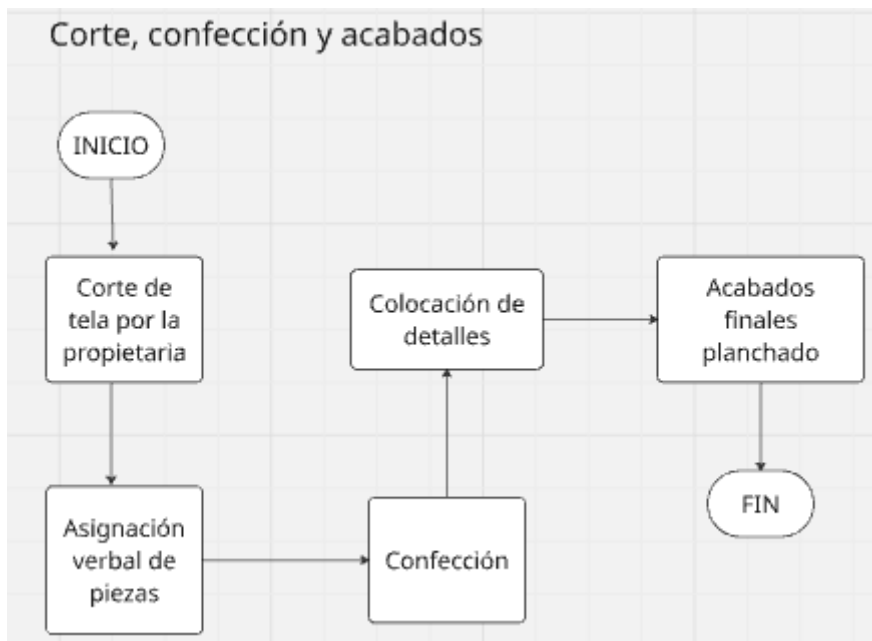 Corte, confección y acabados
INICIO
Corte de
tela por la
propietaria
Asignación
verbal de
piezas
Confección
Colocación de
detalles
Acabados
finales
planchado
FIN